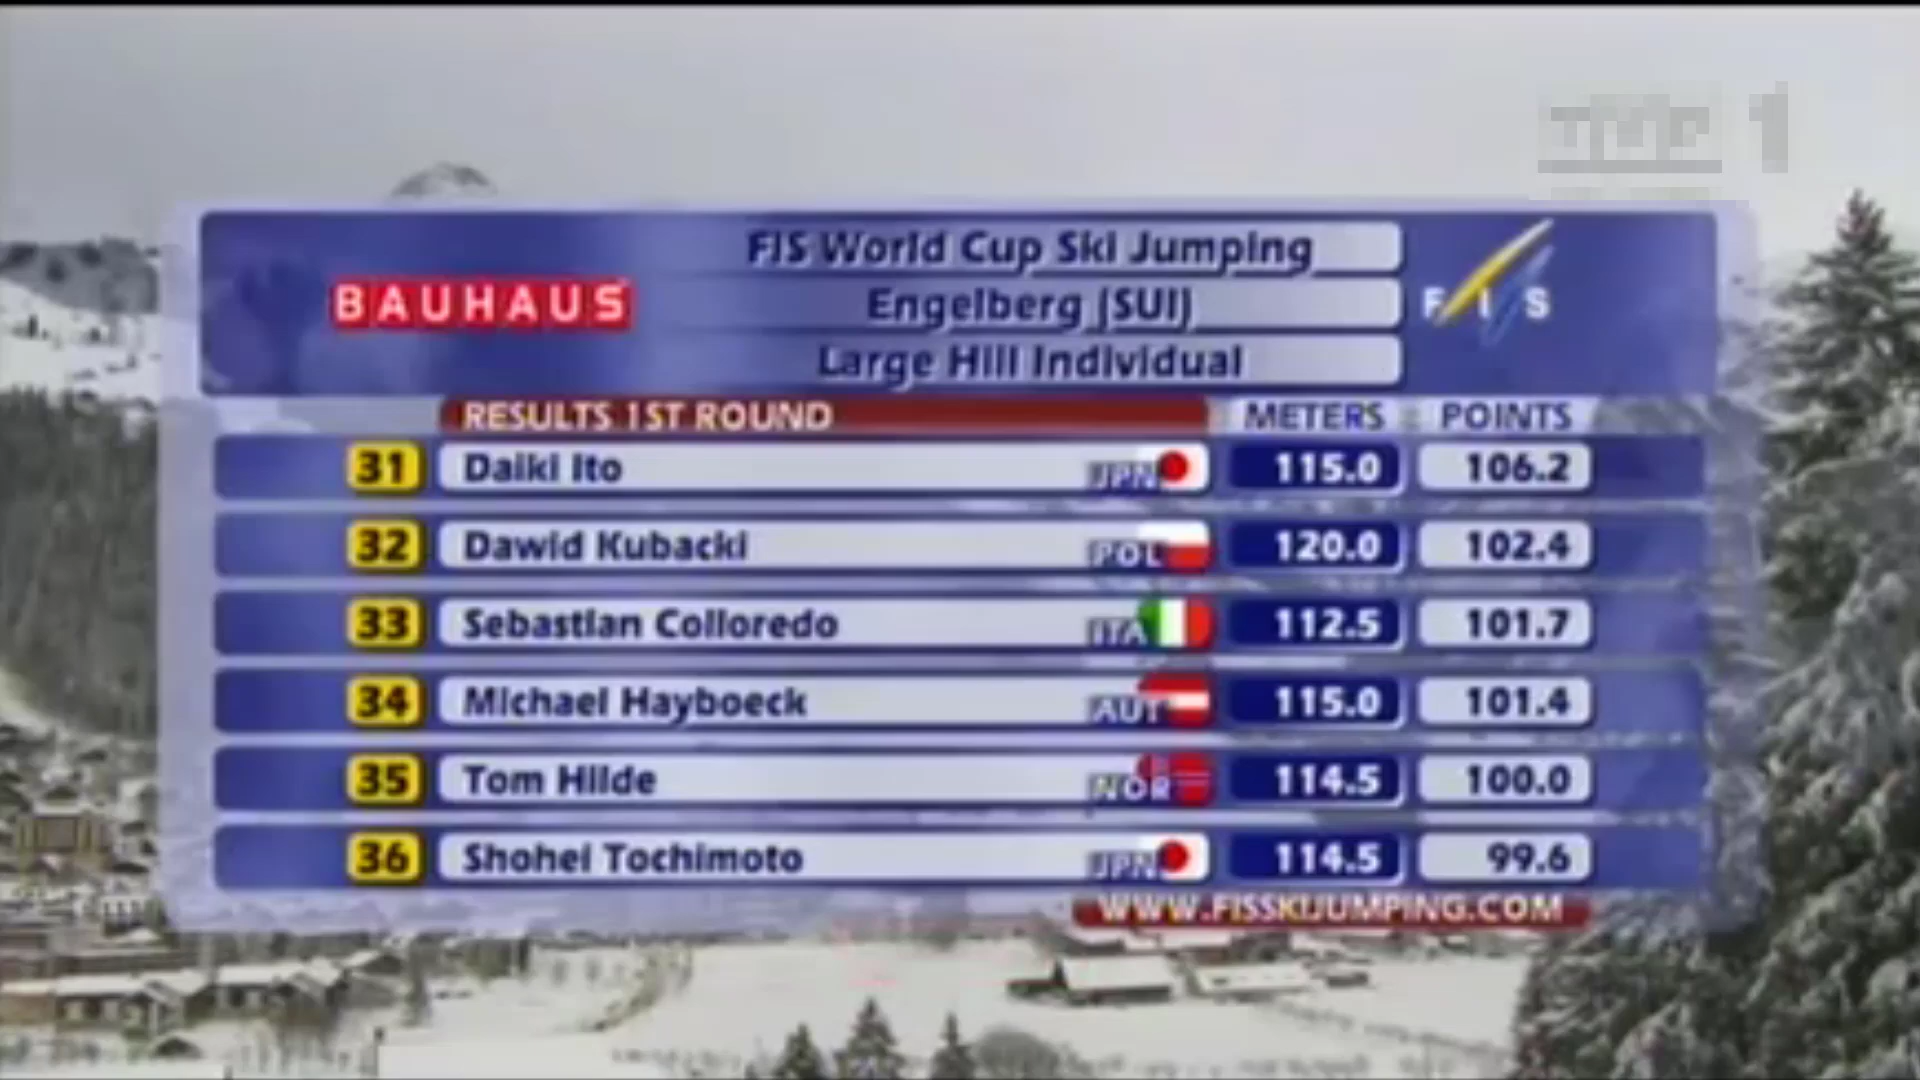 TVP 1
FIS World Cup Ski Jumping
BAUHAUS
Engelberg (SUI)
FIS
Large Hill Individual
RESULTS 1ST ROUND METERS POINTS
31 Daiki Ito JPN 115.0 106.2
32 Dawid Kubacki POL 120.0 102.4
33 Sebastian Colloredo ITA 112.5 101.7
34 Michael Hayboeck AUT 115.0 101.4
35 Tom Hilde NOR 114.5 100.0
36 Shohei Tochimoto JPN 114.5 99.6
WWW.FISSKIJUMPING.COM